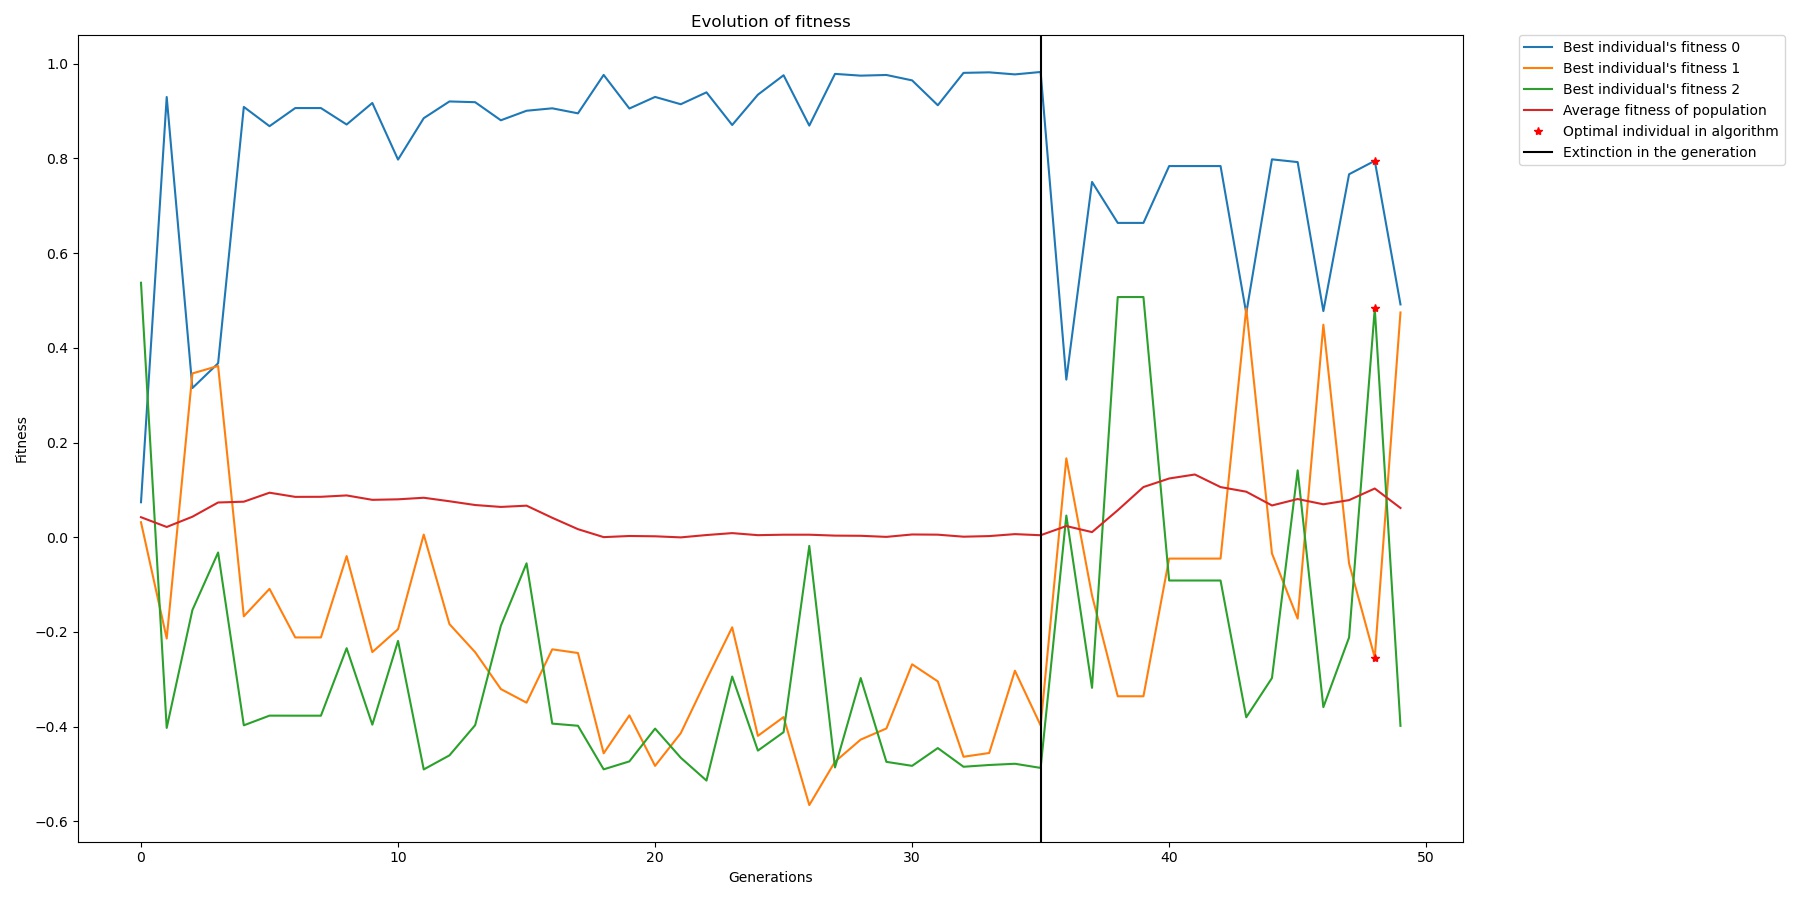 Evolution of fitness
Best individual's fitness 0
Best individual's fitness 1
Best individual's fitness 2
Average fitness of population
Optimal individual in algorithm
Extinction in the generation
Fitness
1.0
0.8
0.6
0.4
0.2
0.0
−0.2
−0.4
−0.6
0 10 20 30 40 50
Generations